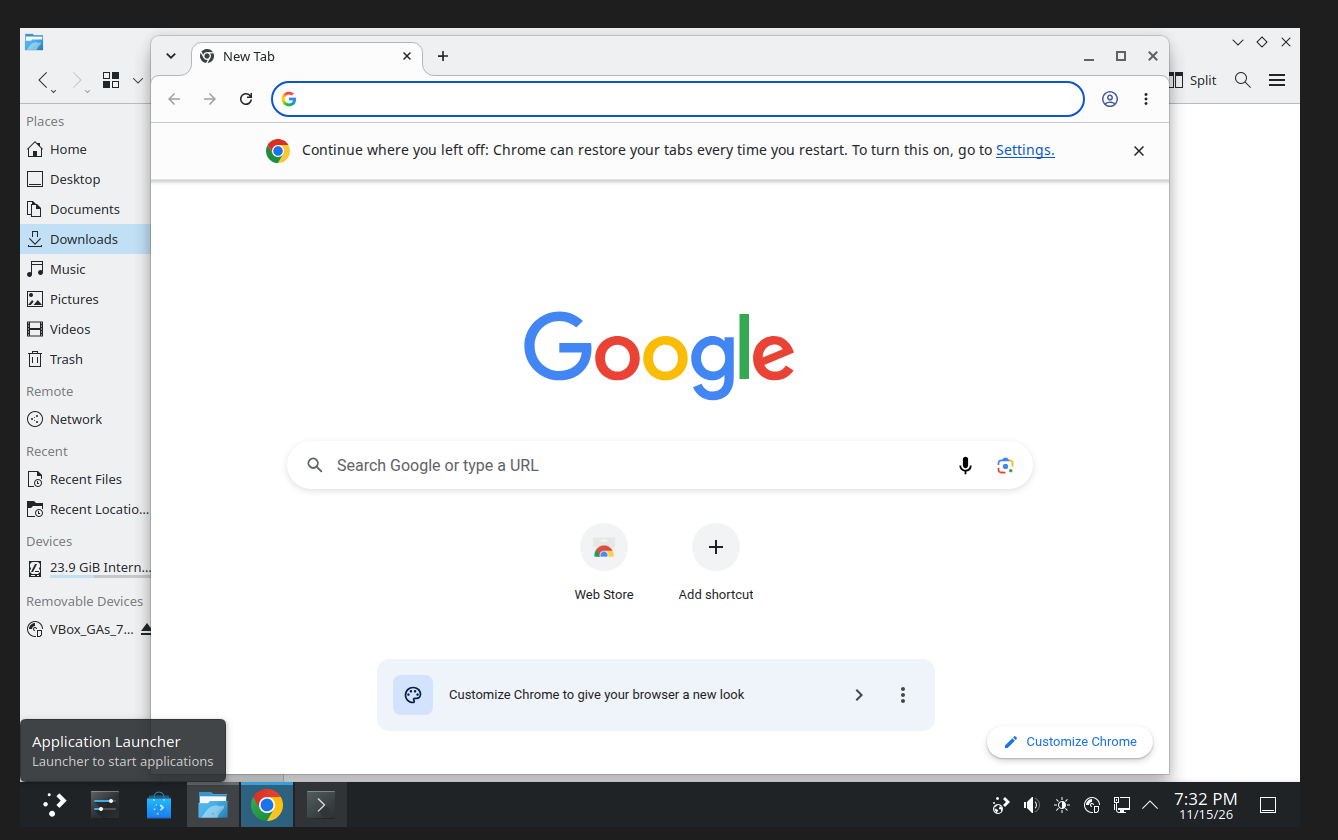 New Tab
Split
Continue where you left off: Chrome can restore your tabs every time you restart. To turn this on, go to Settings.
Places
Home
Desktop
Documents
Downloads
Music
Pictures
Videos
Trash
Remote
Network
Recent
Recent Files
Recent Locatio...
Devices
23.9 GiB Intern...
Removable Devices
VBox_GAs_7...
Google
Search Google or type a URL
Web Store
Add shortcut
Customize Chrome to give your browser a new look
Customize Chrome
Application Launcher
Launcher to start applications
7:32 PM
11/15/26